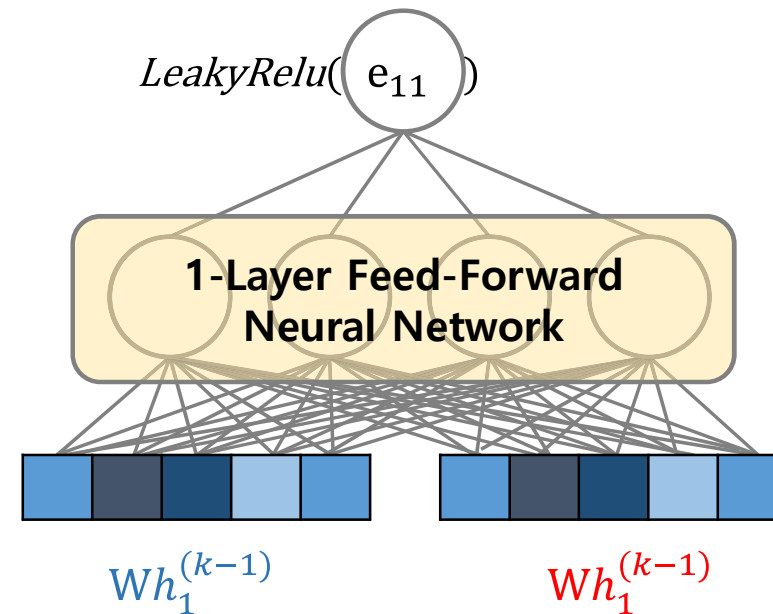 LeakyRelu( e₁₁ )
1-Layer Feed-Forward
Neural Network
Wh₁⁽ᵏ⁻¹⁾ Wh₁⁽ᵏ⁻¹⁾